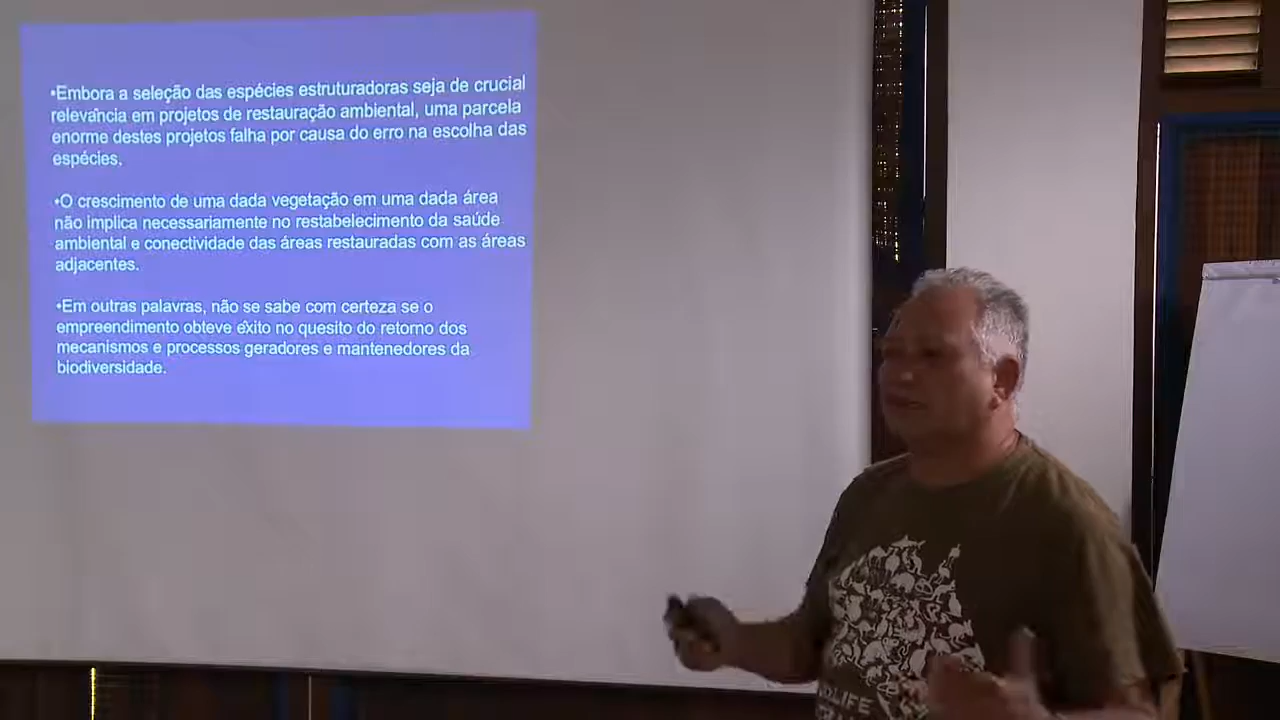 •Embora a seleção das espécies estruturadoras seja de crucial
relevância em projetos de restauração ambiental, uma parcela
enorme destes projetos falha por causa do erro na escolha das
espécies.
•O crescimento de uma dada vegetação em uma dada área
não implica necessariamente no restabelecimento da saúde
ambiental e conectividade das áreas restauradas com as áreas
adjacentes.
•Em outras palavras, não se sabe com certeza se o
empreendimento obteve êxito no quesito do retorno dos
mecanismos e processos geradores e mantenedores da
biodiversidade.